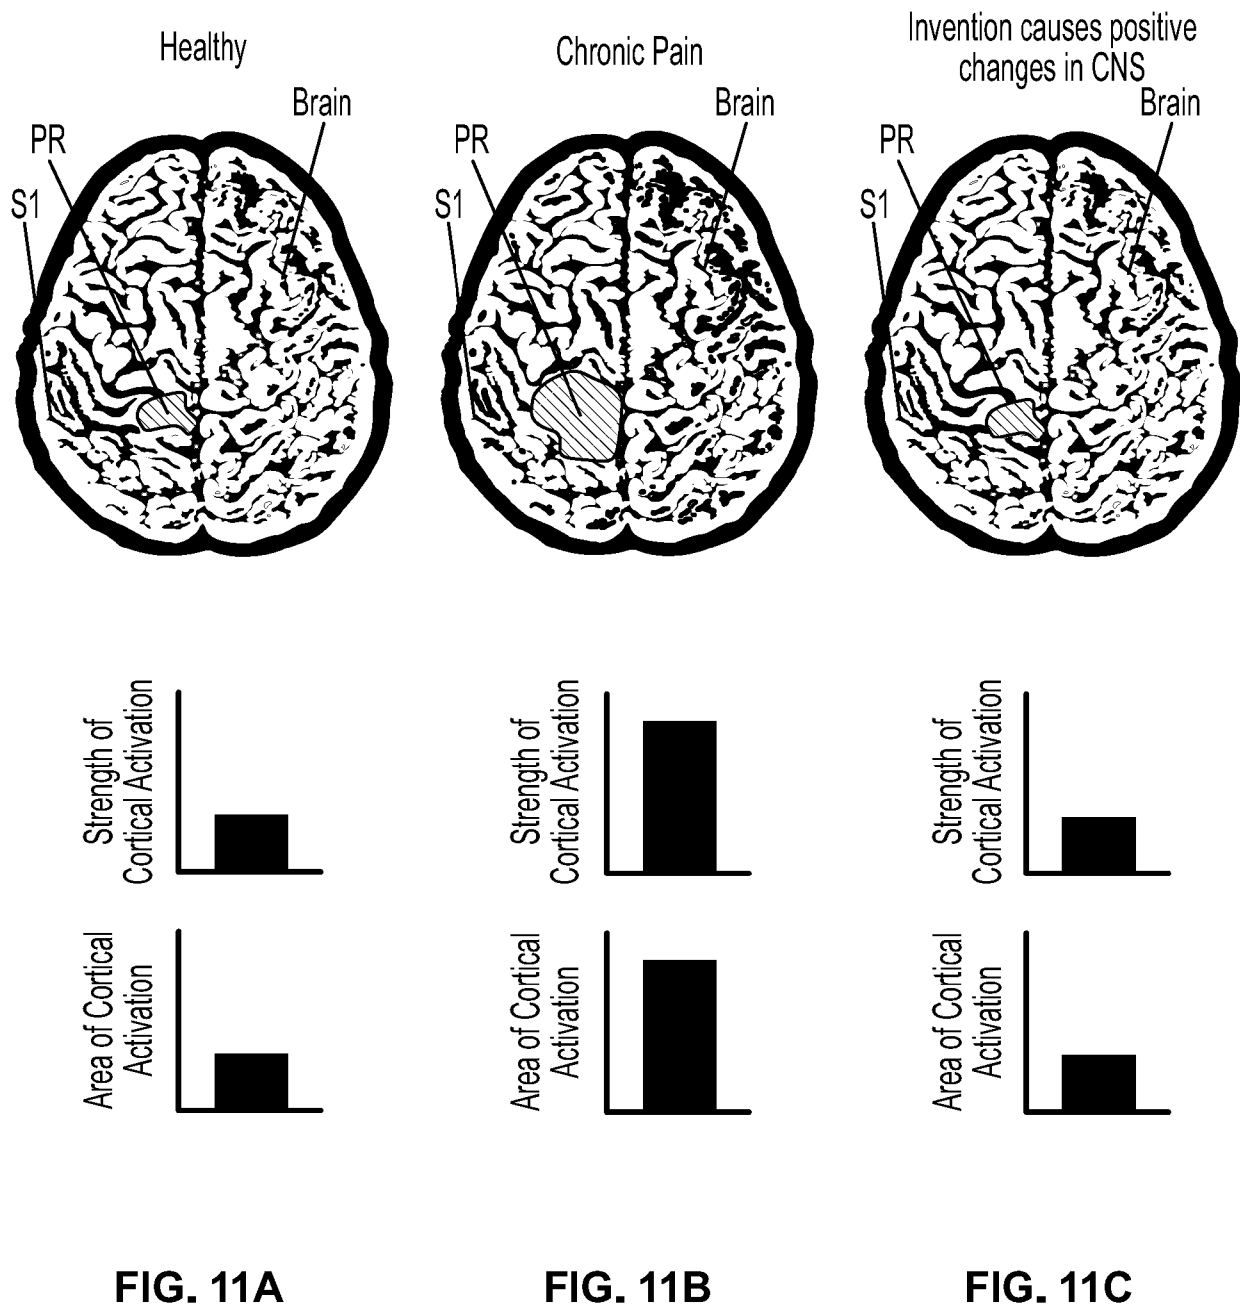 Healthy
Brain
PR
S1
Strength of
Cortical Activation
Area of Cortical
Activation
FIG. 11A
Chronic Pain
Brain
PR
S1
Strength of
Cortical Activation
Area of Cortical
Activation
FIG. 11B
Invention causes positive
changes in CNS
Brain
PR
S1
Strength of
Cortical Activation
Area of Cortical
Activation
FIG. 11C